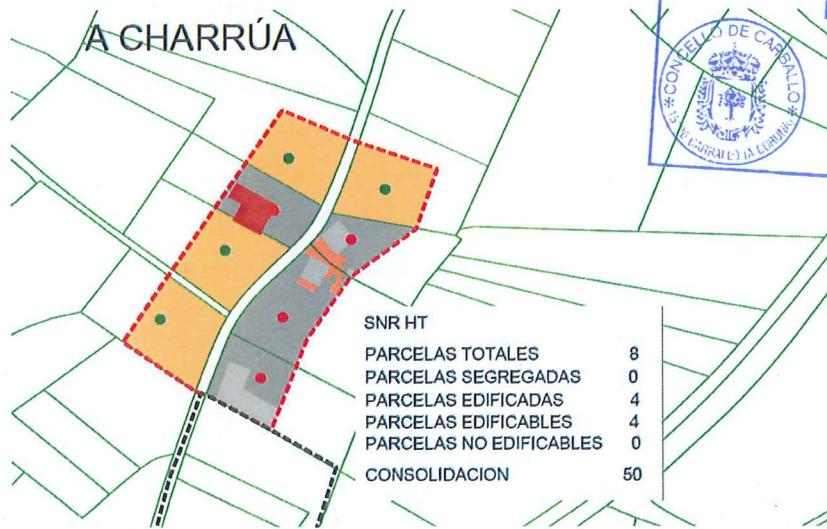 A CHARRÚA
CONCELLO DE CARBALLO
(A CORUÑA)
SNR HT
PARCELAS TOTALES 8
PARCELAS SEGREGADAS 0
PARCELAS EDIFICADAS 4
PARCELAS EDIFICABLES 4
PARCELAS NO EDIFICABLES 0
CONSOLIDACION 50